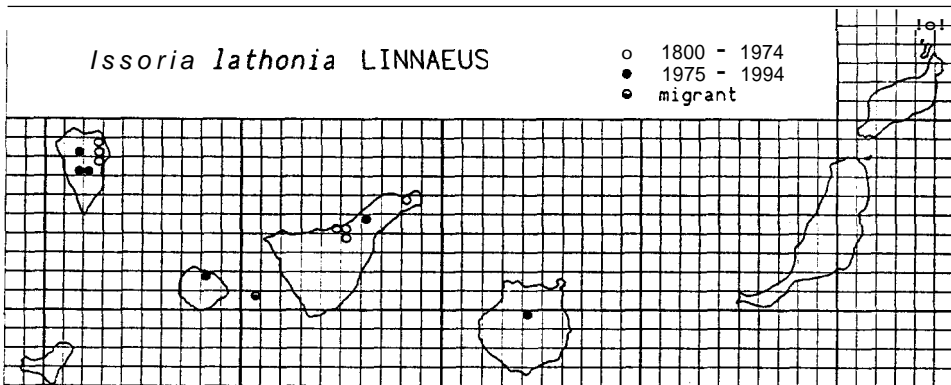 Issoria lathonia LINNAEUS
○ 1800 - 1974
● 1975 - 1994
migrant